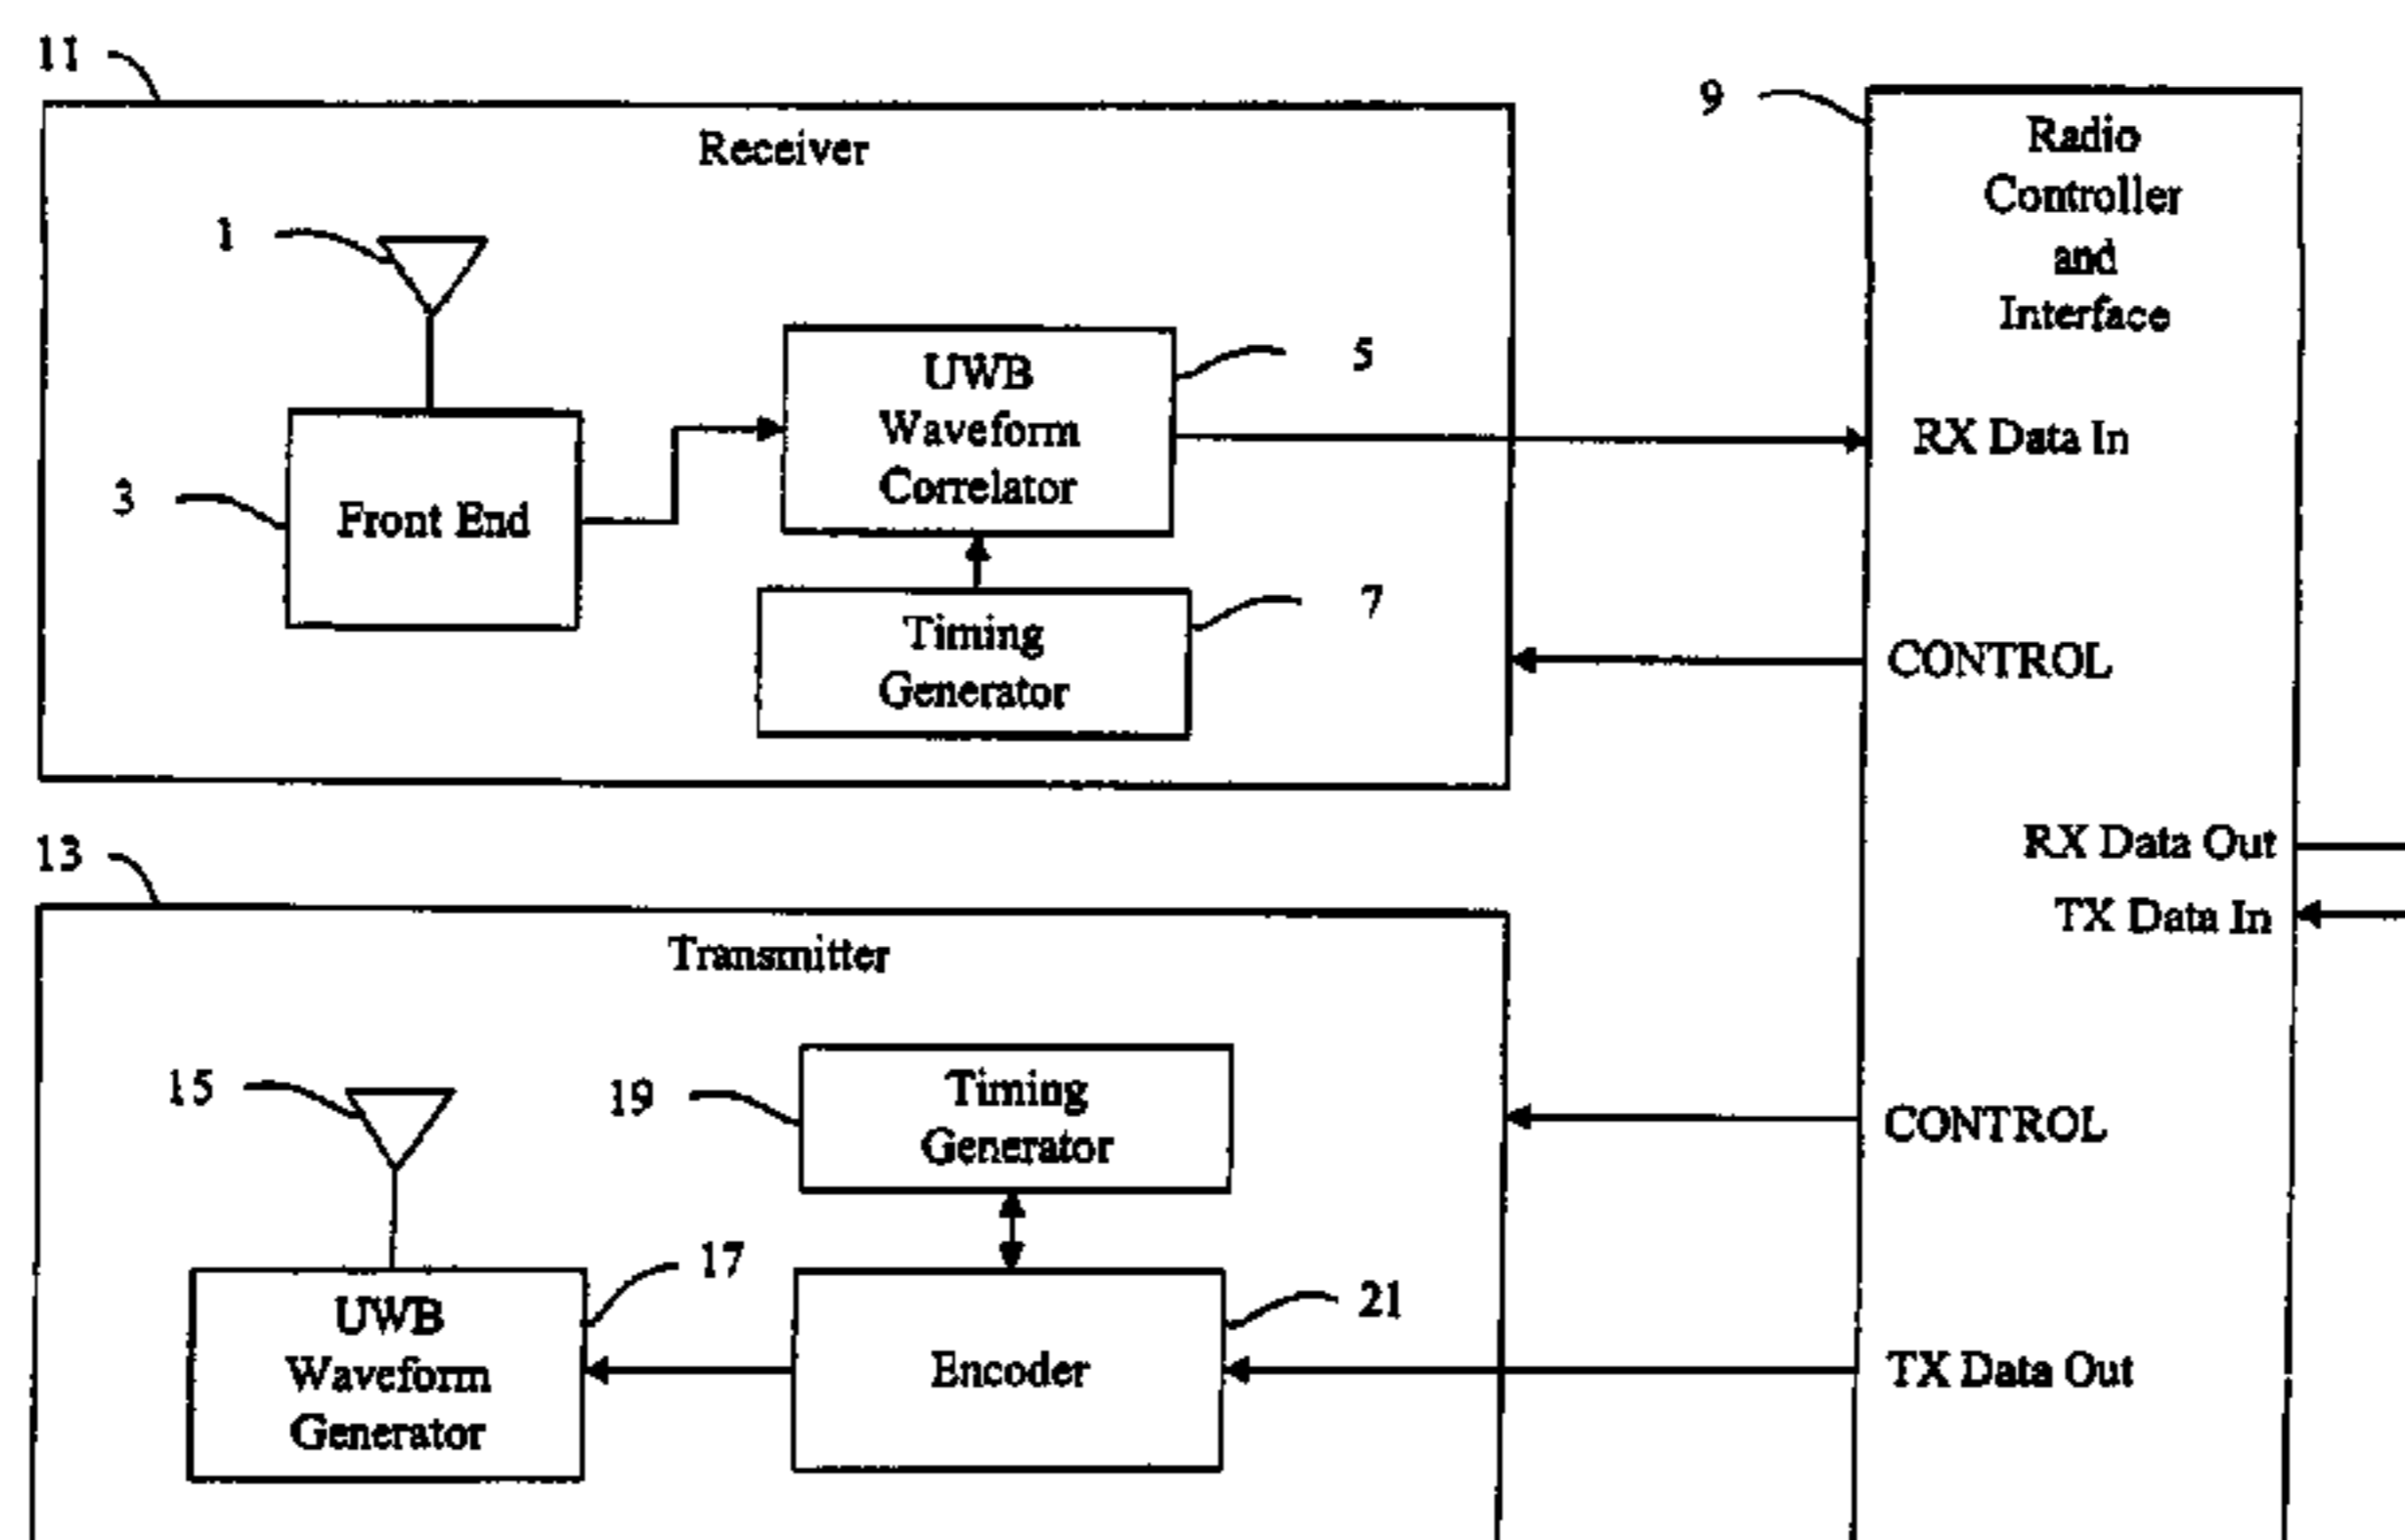 11
Receiver
1
3
Front End
UWB
Waveform
Correlator
5
Timing
Generator
7
9
Radio
Controller
and
Interface
RX Data In
CONTROL
RX Data Out
TX Data In
CONTROL
TX Data Out
13
Transmitter
15
19
Timing
Generator
17
UWB
Waveform
Generator
21
Encoder